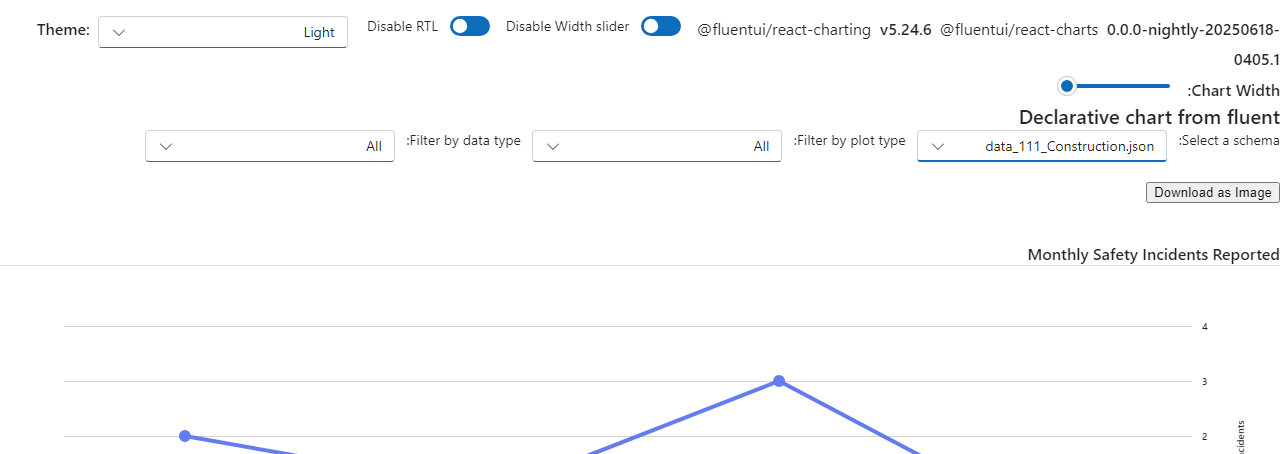 Theme: Light Disable RTL Disable Width slider @fluentui/react-charting v5.24.6 @fluentui/react-charts 0.0.0-nightly-20250618-
0405.1
:Chart Width
Declarative chart from fluent
:Select a schema data_111_Construction.json :Filter by plot type All :Filter by data type All
Download as Image
Monthly Safety Incidents Reported
4
3
2